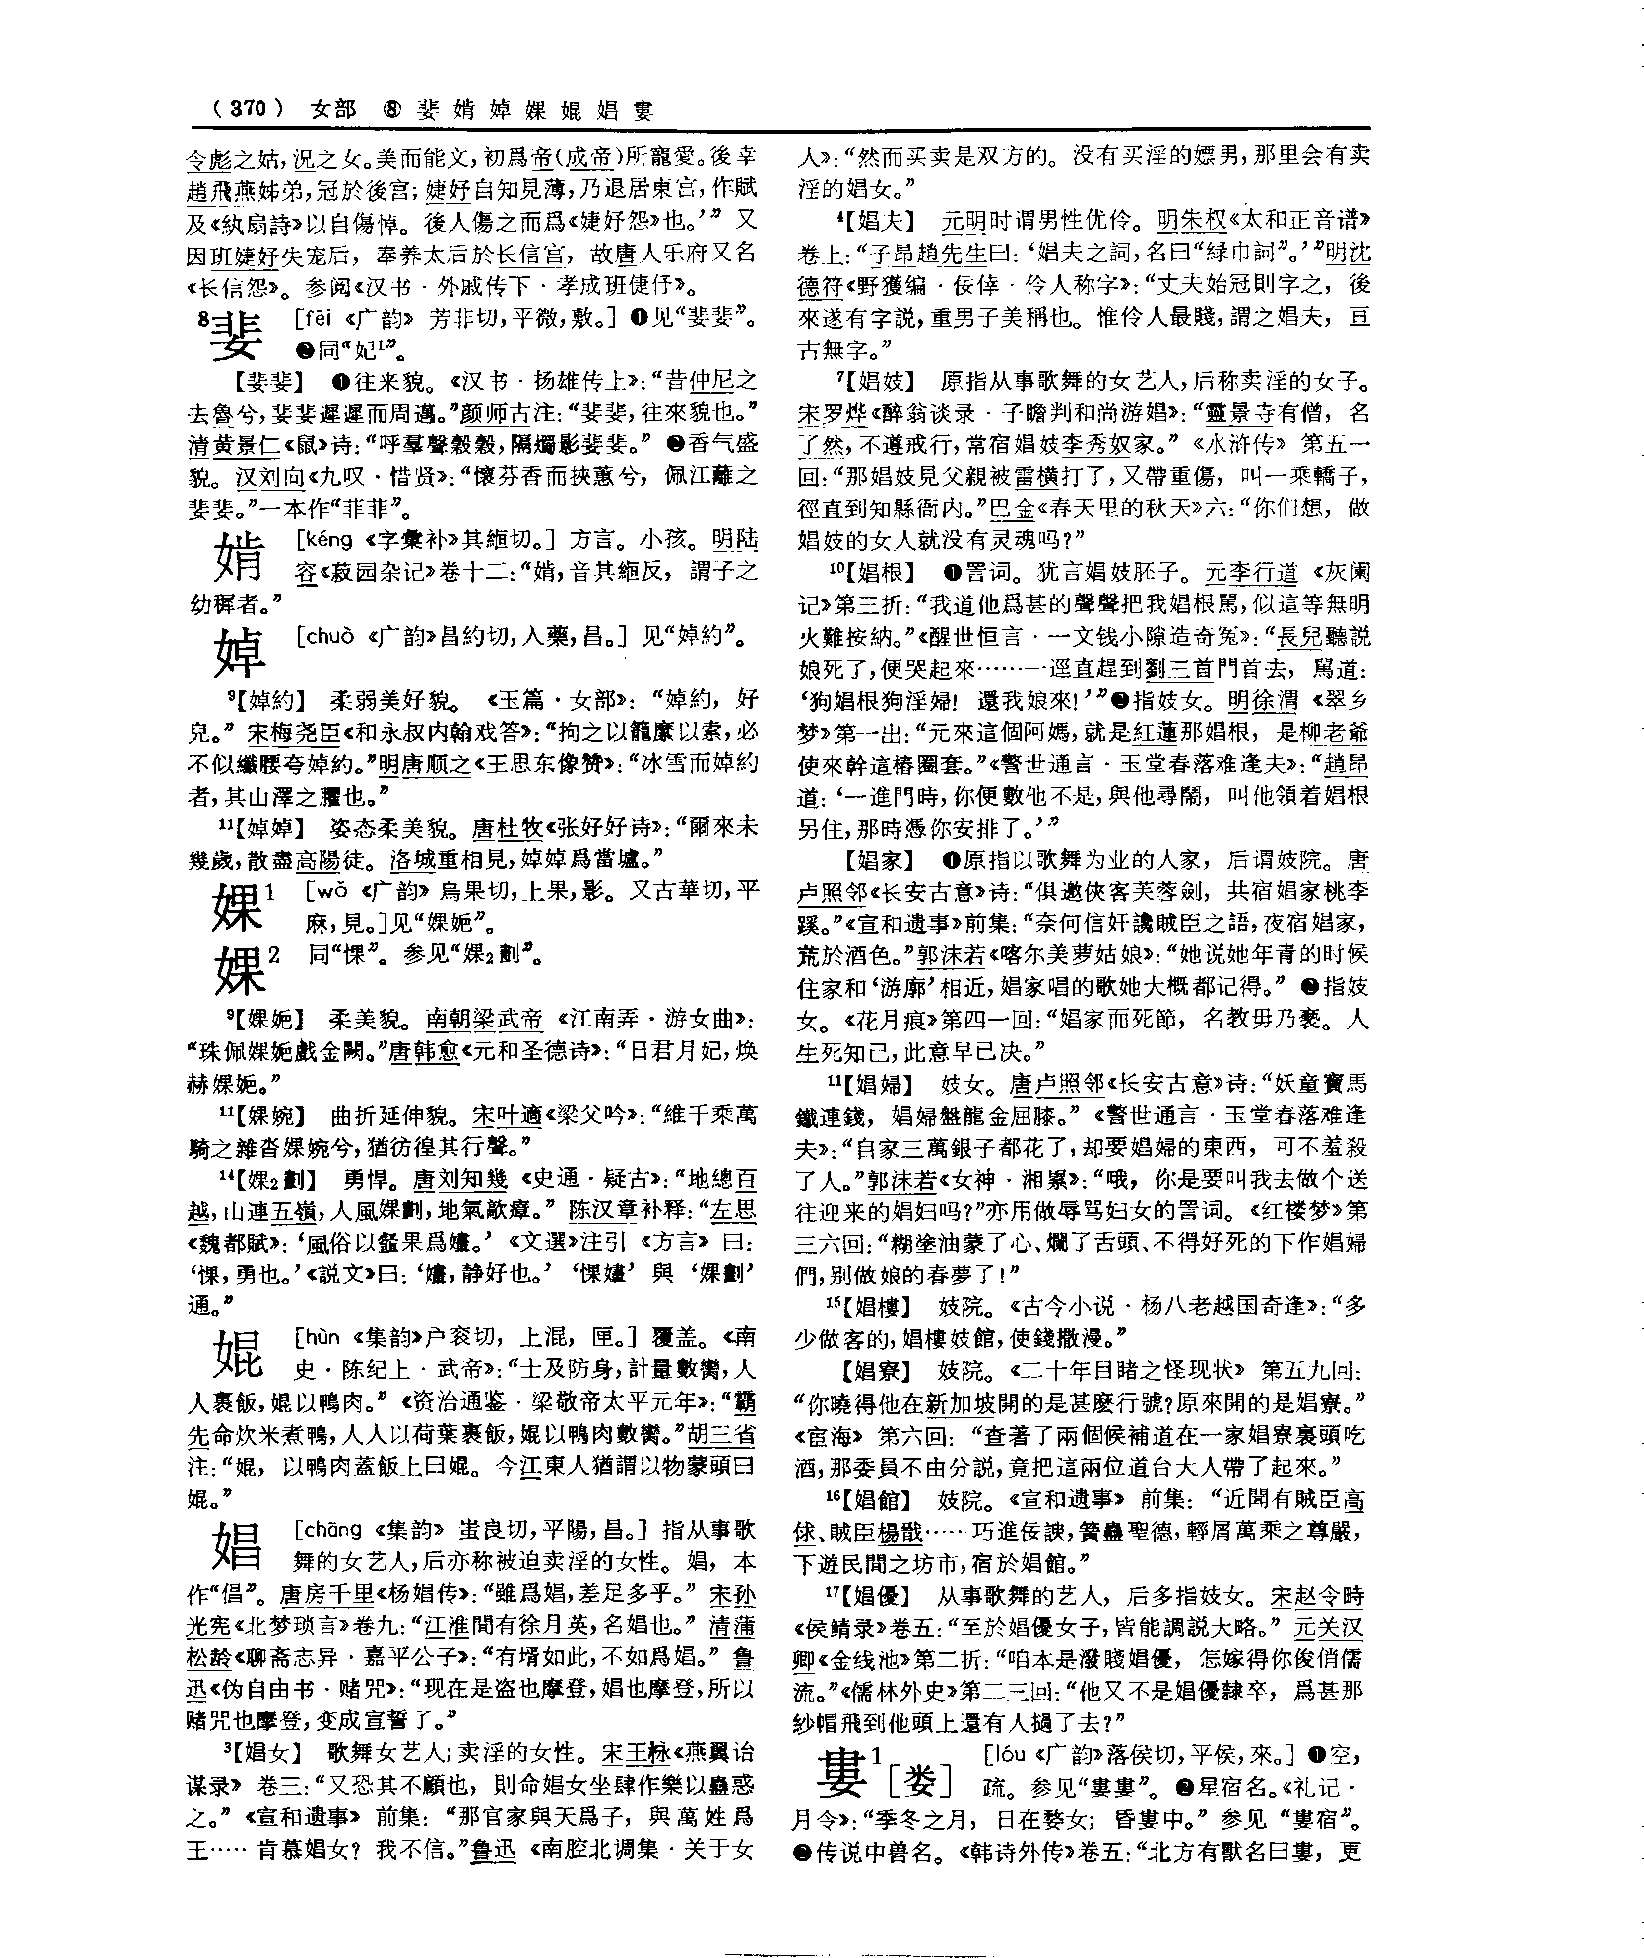 （370） 女部 ⑧ 婓 婧 婥 婐 婫 娼 婁
令彪之姑，況之女。美而能文，初爲帝（成帝）所寵愛。後幸
趙飛燕姊弟，冠於後宮；婕妤自知見薄，乃退居東宮，作賦
及《紈扇詩》以自傷悼。後人傷之而爲《婕妤怨》也。’” 又
因班婕妤失宠后，奉养太后於长信宫，故唐人乐府又名
《长信怨》。参阅《汉书·外戚传下·孝成班倢伃》。
8婓 ［fēi 《广韵》芳非切，平微，敷。］❶见“婓婓”。
❷同“妃¹”。
【婓婓】 ❶往来貌。《汉书·扬雄传上》：“昔仲尼之
去魯兮，婓婓遲遲而周邁。”颜师古注：“婓婓，往來貌也。”
清黄景仁《鼠》诗：“呼羣聲㲉㲉，隔燭影婓婓。” ❷香气盛
貌。汉刘向《九叹·惜贤》：“懷芬香而挾蕙兮，佩江蘺之
婓婓。”一本作“菲菲”。
［kéng 《字彙补》其緪切。］ 方言。小孩。明陆
容《菽园杂记》卷十二：“㛵，音其緪反，謂子之
幼穉者。”
婥 ［chuò 《广韵》昌約切，入藥，昌。］ 见“婥約”。
⁹【婥約】 柔弱美好貌。《玉篇·女部》：“婥約，好
皃。” 宋梅尧臣《和永叔内翰戏答》：“拘之以籠縻以索，必
不似纖腰夸婥約。”明唐顺之《王思东像赞》：“冰雪而婥約
者，其山澤之臞也。”
¹¹【婥婥】 姿态柔美貌。唐杜牧《张好好诗》：“爾來未
幾歲，散盡高陽徒。洛城重相見，婥婥爲當壚。”
婐1 ［wǒ 《广韵》烏果切，上果，影。又古華切，平
麻，見。］见“婐妮”。
婐2 同“惈”。参见“婐₂劃”。
⁹【婐妮】 柔美貌。南朝梁武帝《江南弄·游女曲》：
“珠佩婐妮戲金闕。”唐韩愈《元和圣德诗》：“日君月妃，焕
赫婐妮。”
¹¹【婐婉】 曲折延伸貌。宋叶適《梁父吟》：“維千乘萬
騎之雜沓婐婉兮，猶彷徨其行聲。”
¹⁴【婐₂劃】 勇悍。唐刘知幾《史通·疑古》：“地總百
越，山連五嶺，人風婐劃，地氣歊瘴。” 陈汉章补释：“左思
《魏都賦》：‘風俗以韰果爲嫿。’《文選》注引《方言》曰：
‘惈，勇也。’《説文》曰：‘嫿，静好也。’ ‘惈嫿’ 與 ‘婐劃’
通。”
婫 ［hùn 《集韵》户衮切，上混，匣。］ 覆盖。《南
史·陈纪上·武帝》：“士及防身，計量數臠，人
人裹飯，婫以鴨肉。” 《资治通鉴·梁敬帝太平元年》：“霸
先命炊米煮鴨，人人以荷葉裹飯，婫以鴨肉數臠。”胡三省
注：“婫，以鴨肉蓋飯上曰婫。今江東人猶謂以物蒙頭曰
婫。”
娼 ［chāng 《集韵》蚩良切，平陽，昌。］ 指从事歌
舞的女艺人，后亦称被迫卖淫的女性。娼，本
作“倡”。唐房千里《杨娼传》：“雖爲娼，差足多乎。” 宋孙
光宪《北梦琐言》卷九：“江淮間有徐月英，名娼也。” 清蒲
松龄《聊斋志异·嘉平公子》：“有壻如此，不如爲娼。” 鲁
迅《伪自由书·赌咒》：“现在是盗也摩登，娼也摩登，所以
赌咒也摩登，变成宣誓了。”
³【娼女】 歌舞女艺人；卖淫的女性。宋王栐《燕翼诒
谋录》卷三：“又恐其不顧也，則命娼女坐肆作樂以蠱惑
之。” 《宣和遗事》前集：“那官家與天爲子，與萬姓爲
王……肯慕娼女？我不信。”鲁迅《南腔北调集·关于女
人》：“然而买卖是双方的。没有买淫的嫖男，那里会有卖
淫的娼女。”
⁴【娼夫】 元明时谓男性优伶。明朱权《太和正音谱》
卷上：“子昂趙先生曰：‘娼夫之詞，名曰“緑巾詞”。’”明沈
德符《野獲编·佞倖·伶人称字》：“丈夫始冠則字之，後
來遂有字説，重男子美稱也。惟伶人最賤，謂之娼夫，亘
古無字。”
⁷【娼妓】 原指从事歌舞的女艺人，后称卖淫的女子。
宋罗烨《醉翁谈录·子瞻判和尚游娼》：“靈景寺有僧，名
了然，不遵戒行，常宿娼妓李秀奴家。” 《水浒传》第五一
回：“那娼妓見父親被雷横打了，又帶重傷，叫一乘轎子，
徑直到知縣衙内。”巴金《春天里的秋天》六：“你们想，做
娼妓的女人就没有灵魂吗？”
¹⁰【娼根】 ❶詈词。犹言娼妓胚子。元李行道《灰阑
记》第三折：“我道他爲甚的聲聲把我娼根罵，似這等無明
火難按納。”《醒世恒言·一文钱小隙造奇冤》：“長兒聽説
娘死了，便哭起來……一逕直趕到劉三首門首去，罵道：
‘狗娼根狗淫婦！還我娘來！’”❷指妓女。明徐渭《翠乡
梦》第一出：“元來這個阿媽，就是紅蓮那娼根，是柳老爺
使來幹這樁圈套。”《警世通言·玉堂春落难逢夫》：“趙昂
道：‘一進門時，你便數他不是，與他尋鬧，叫他領着娼根
另住，那時憑你安排了。’”
【娼家】 ❶原指以歌舞为业的人家，后谓妓院。唐
卢照邻《长安古意》诗：“俱邀俠客芙蓉劍，共宿娼家桃李
蹊。”《宣和遗事》前集：“奈何信奸讒賊臣之語，夜宿娼家，
荒於酒色。”郭沫若《喀尔美萝姑娘》：“她说她年青的时候
住家和‘游廓’相近，娼家唱的歌她大概都记得。” ❷指妓
女。《花月痕》第四一回：“娼家而死節，名教毋乃褻。人
生死知己，此意早已决。”
¹¹【娼婦】 妓女。唐卢照邻《长安古意》诗：“妖童寶馬
鐵連錢，娼婦盤龍金屈膝。” 《警世通言·玉堂春落难逢
夫》：“自家三萬銀子都花了，却要娼婦的東西，可不羞殺
了人。”郭沫若《女神·湘累》：“哦，你是要叫我去做个送
往迎来的娼妇吗？”亦用做辱骂妇女的詈词。《红楼梦》第
三六回：“糊塗油蒙了心、爛了舌頭、不得好死的下作娼婦
們，别做娘的春夢了！”
¹⁵【娼樓】 妓院。《古今小说·杨八老越国奇逢》：“多
少做客的，娼樓妓館，使錢撒漫。”
【娼寮】 妓院。《二十年目睹之怪现状》第五九回：
“你曉得他在新加坡開的是甚麽行號？原來開的是娼寮。”
《宦海》第六回：“查著了兩個候補道在一家娼寮裏頭吃
酒，那委員不由分説，竟把這兩位道台大人帶了起來。”
¹⁶【娼館】 妓院。《宣和遗事》前集：“近聞有賊臣高
俅、賊臣楊戩……巧進佞諛，簧蠱聖德，輕屑萬乘之尊嚴，
下遊民間之坊市，宿於娼館。”
¹⁷【娼優】 从事歌舞的艺人，后多指妓女。宋赵令畤
《侯鲭录》卷五：“至於娼優女子，皆能調説大略。” 元关汉
卿《金线池》第二折：“咱本是潑賤娼優，怎嫁得你俊俏儒
流。”《儒林外史》第二三回：“他又不是娼優隸卒，爲甚那
紗帽飛到他頭上還有人撾了去？”
婁1［娄］ ［lóu 《广韵》落侯切，平侯，來。］❶空，
疏。参见“婁婁”。❷星宿名。《礼记·
月令》：“季冬之月，日在婺女；昏婁中。” 参见“婁宿”。
❸传说中兽名。《韩诗外传》卷五：“北方有獸名曰婁，更